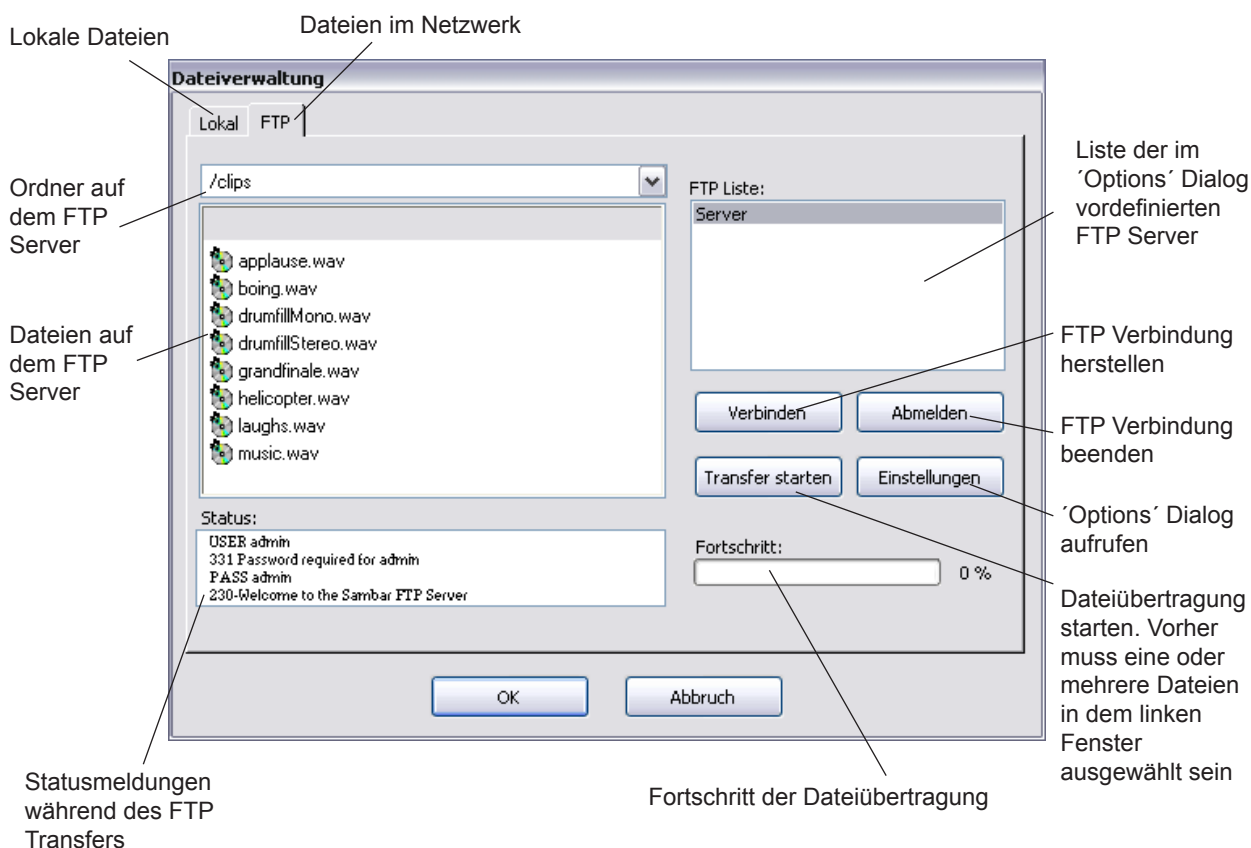 Dateien im Netzwerk
Lokale Dateien
Dateiverwaltung
Lokal
FTP
Ordner auf
dem FTP
Server
/clips
FTP Liste:
Server
Liste der im
´Options´ Dialog
vordefinierten
FTP Server
Dateien auf
dem FTP
Server
applause.wav
boing.wav
drumfillMono.wav
drumfillStereo.wav
grandfinale.wav
helicopter.wav
laughs.wav
music.wav
FTP Verbindung
herstellen
Verbinden
Abmelden
FTP Verbindung
beenden
Transfer starten
Einstellungen
´Options´ Dialog
aufrufen
Status:
USER admin
331 Password required for admin
PASS admin
230-Welcome to the Sambar FTP Server
Fortschritt:
0 %
Dateiübertragung
starten. Vorher
muss eine oder
mehrere Dateien
in dem linken
Fenster
ausgewählt sein
OK
Abbruch
Statusmeldungen
während des FTP
Transfers
Fortschritt der Dateiübertragung